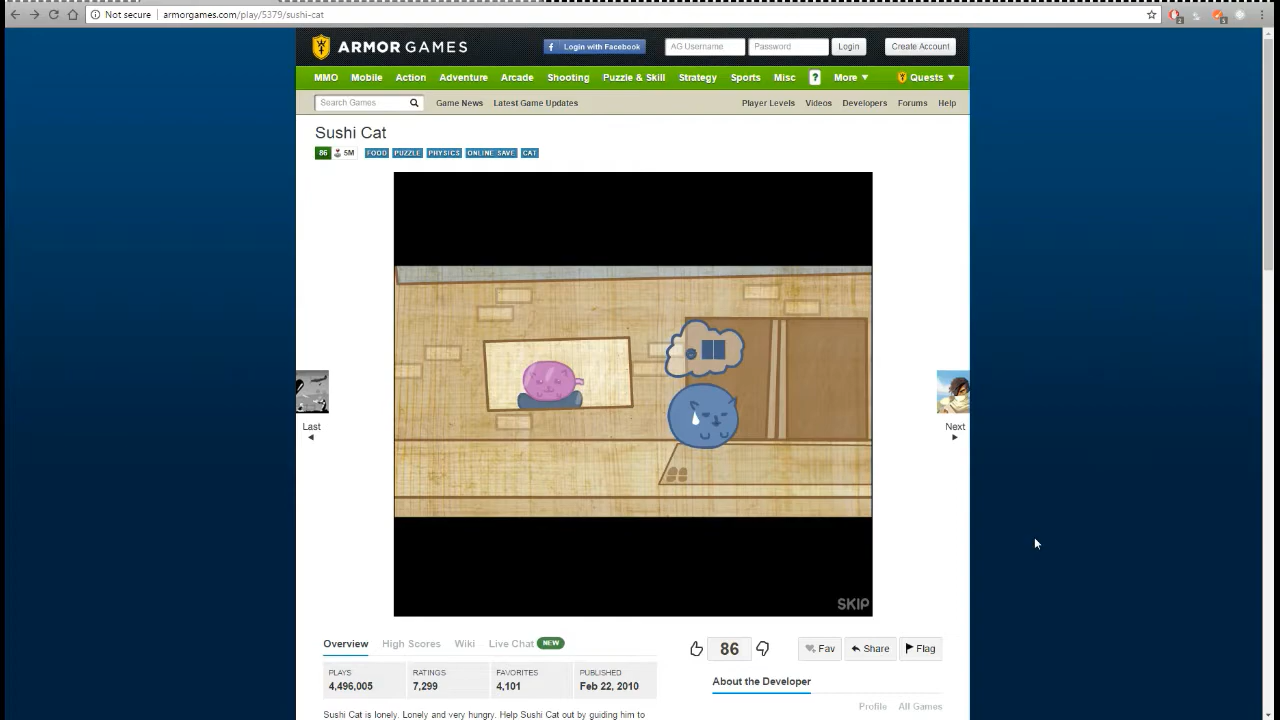 Not secure armorgames.com/play/5379/sushi-cat 2 5
ARMOR GAMES f Login with Facebook AG Username Password Login Create Account
MMO Mobile Action Adventure Arcade Shooting Puzzle & Skill Strategy Sports Misc ? More Quests
Search Games Game News Latest Game Updates Player Levels Videos Developers Forums Help
Sushi Cat
86 5M FOOD PUZZLE PHYSICS ONLINE SAVE CAT
Last Next
SKIP
Overview High Scores Wiki Live Chat NEW 86 Fav Share Flag
PLAYS RATINGS FAVORITES PUBLISHED
4,496,005 7,299 4,101 Feb 22, 2010
About the Developer
Profile All Games
Sushi Cat is lonely. Lonely and very hungry. Help Sushi Cat out by guiding him to